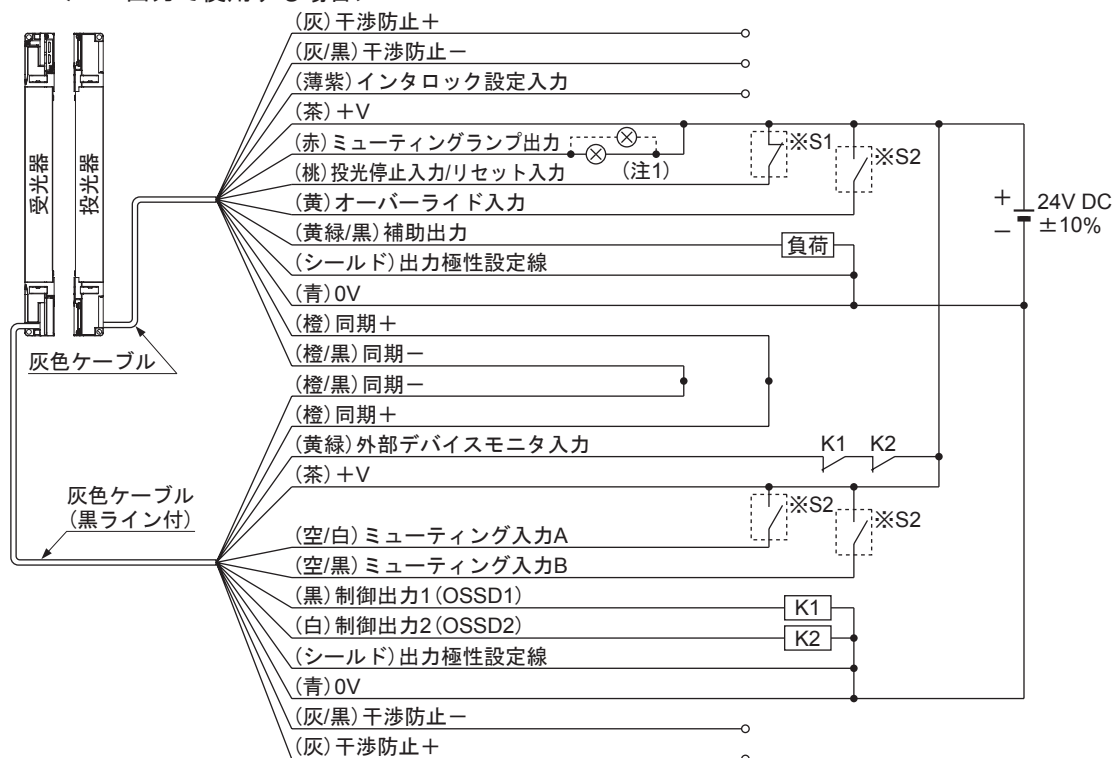 (灰)干渉防止＋
(灰/黒)干渉防止－
(薄紫)インタロック設定入力
(茶)＋V
(赤)ミューティングランプ出力
(注1)
(桃)投光停止入力/リセット入力
(黄)オーバーライド入力
(黄緑/黒)補助出力
(シールド)出力極性設定線
(青)0V
(橙)同期＋
(橙/黒)同期－
※S1
※S2
負荷
＋
－
24V DC
±10%
受光器
投光器
灰色ケーブル
(橙/黒)同期－
(橙)同期＋
(黄緑)外部デバイスモニタ入力
K1
K2
(茶)＋V
灰色ケーブル
(黒ライン付)
※S2
※S2
(空/白)ミューティング入力A
(空/黒)ミューティング入力B
(黒)制御出力1(OSSD1)
K1
(白)制御出力2(OSSD2)
K2
(シールド)出力極性設定線
(青)0V
(灰/黒)干渉防止－
(灰)干渉防止＋